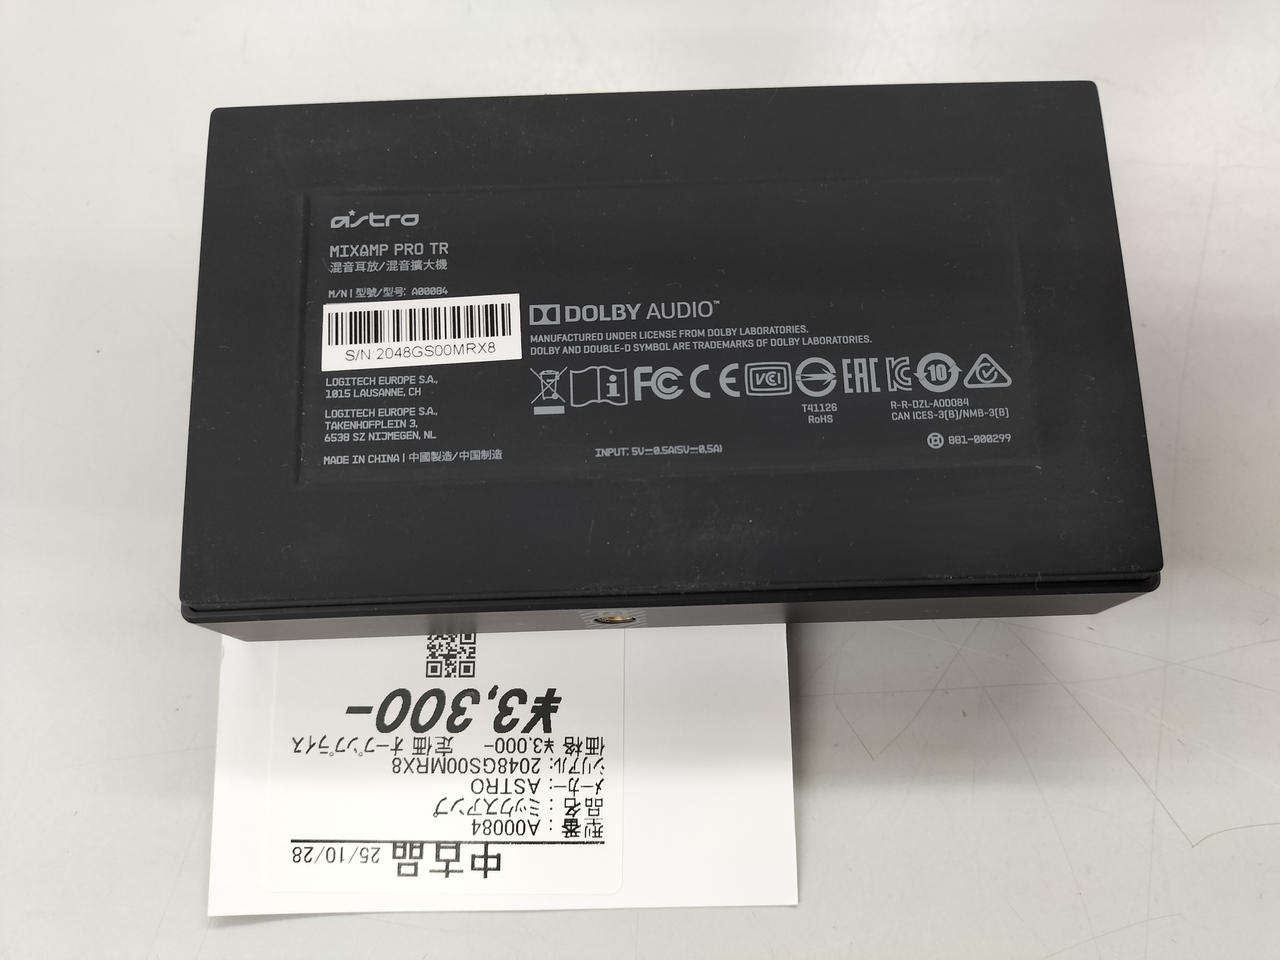 astro
MIXAMP PRO TR
混音耳放/混音擴大機
M/N | 型號/型号: A00084
S/N:2048GS00MRX8
LOGITECH EUROPE S.A.,
1015 LAUSANNE, CH
LOGITECH EUROPE S.A.,
TAKENHOFPLEIN 3,
6538 SZ NIJMEGEN, NL
MADE IN CHINA | 中國製造/中国制造
DOLBY AUDIO™
MANUFACTURED UNDER LICENSE FROM DOLBY LABORATORIES.
DOLBY AND DOUBLE-D SYMBOL ARE TRADEMARKS OF DOLBY LABORATORIES.
FC CE VCI EAC 10
T41126
RoHS
R-R-DZL-A00084
CAN ICES-3(B)/NMB-3(B)
881-000299
INPUT: 5V⎓0.5A(5V⎓0.5A)
中古品 25/10/28
型番: A00084
品名: ミックスアンプ
メーカー: ASTRO
シリアル: 2048GS00MRX8
価格 ¥3,000- 定価 オープンプライス
¥3,300-